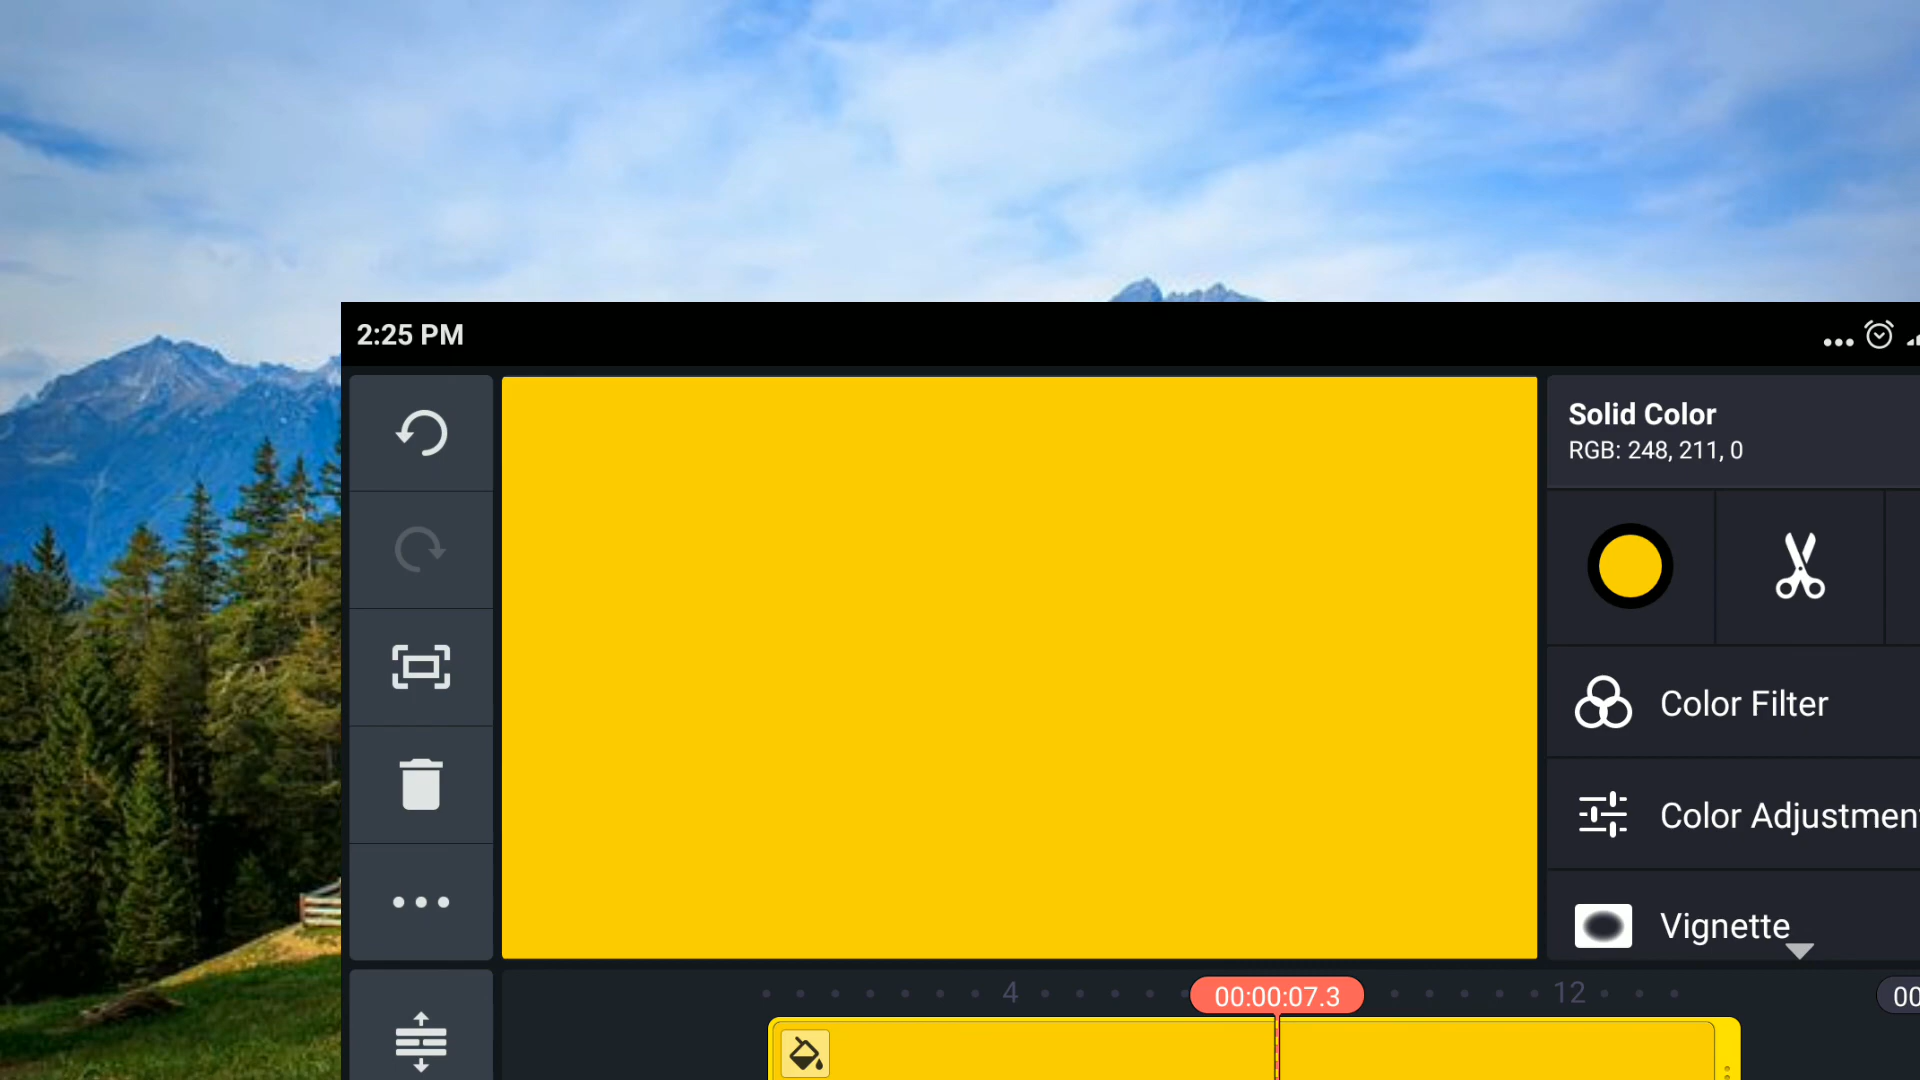 2:25 PM
Solid Color
RGB: 248, 211, 0
Color Filter
Color Adjustmen
Vignette
4
00:00:07.3
12
00